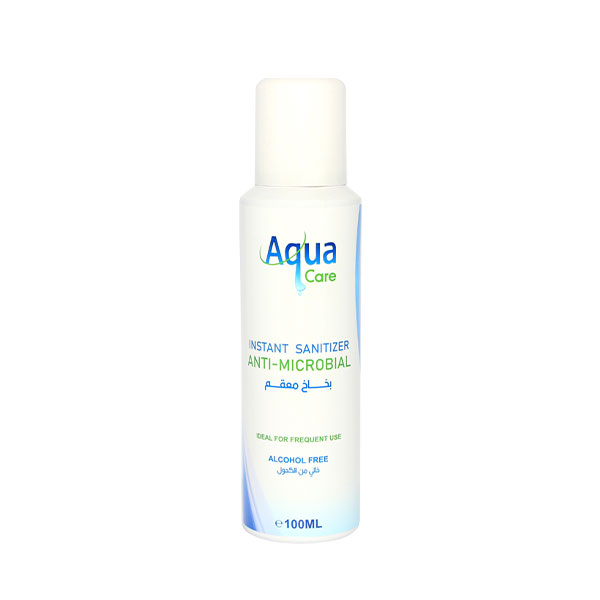 Aqua
Care
INSTANT SANITIZER
ANTI-MICROBIAL
بخاخ معقم
IDEAL FOR FREQUENT USE
ALCOHOL FREE
خالي من الكحول
℮100ML